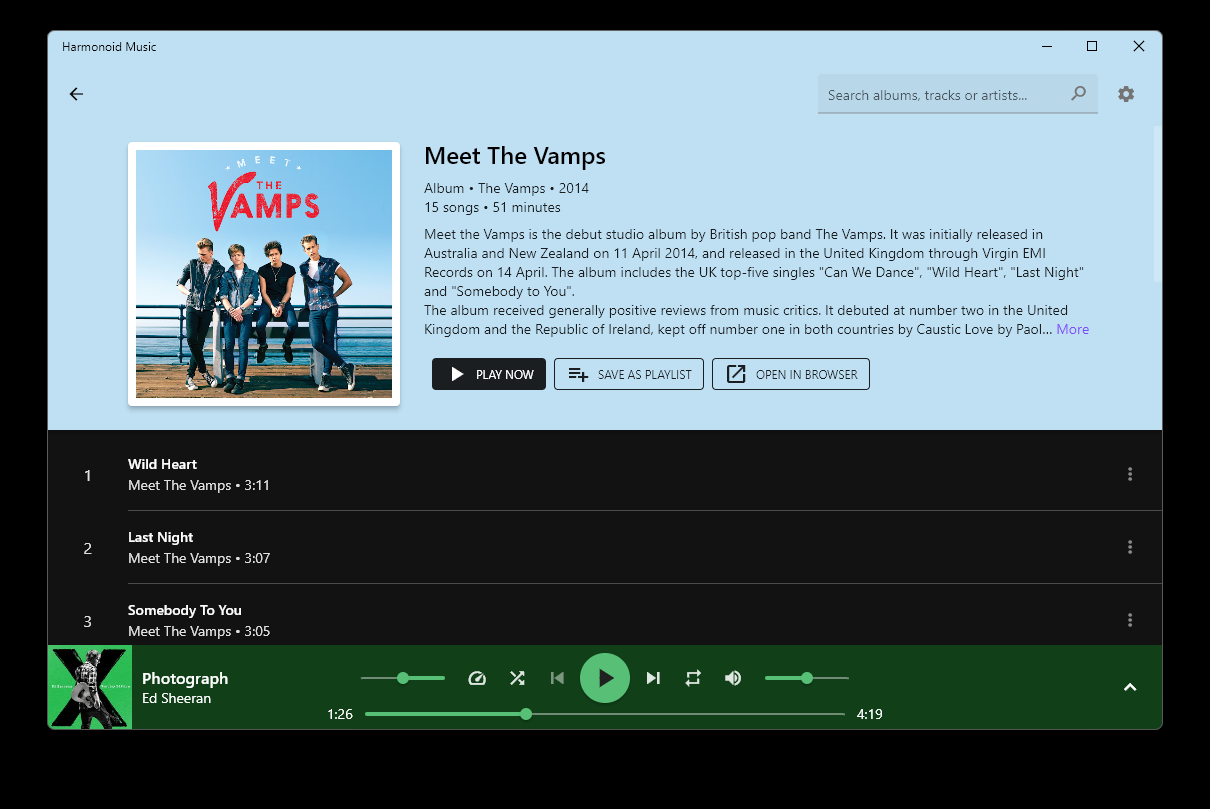 Harmonoid Music
Search albums, tracks or artists...
MEET
THE
VAMPS
Meet The Vamps
Album • The Vamps • 2014
15 songs • 51 minutes
Meet the Vamps is the debut studio album by British pop band The Vamps. It was initially released in
Australia and New Zealand on 11 April 2014, and released in the United Kingdom through Virgin EMI
Records on 14 April. The album includes the UK top-five singles "Can We Dance", "Wild Heart", "Last Night"
and "Somebody to You".
The album received generally positive reviews from music critics. It debuted at number two in the United
Kingdom and the Republic of Ireland, kept off number one in both countries by Caustic Love by Paol... More
PLAY NOW
SAVE AS PLAYLIST
OPEN IN BROWSER
1
Wild Heart
Meet The Vamps • 3:11
2
Last Night
Meet The Vamps • 3:07
3
Somebody To You
Meet The Vamps • 3:05
Photograph
Ed Sheeran
1:26
4:19